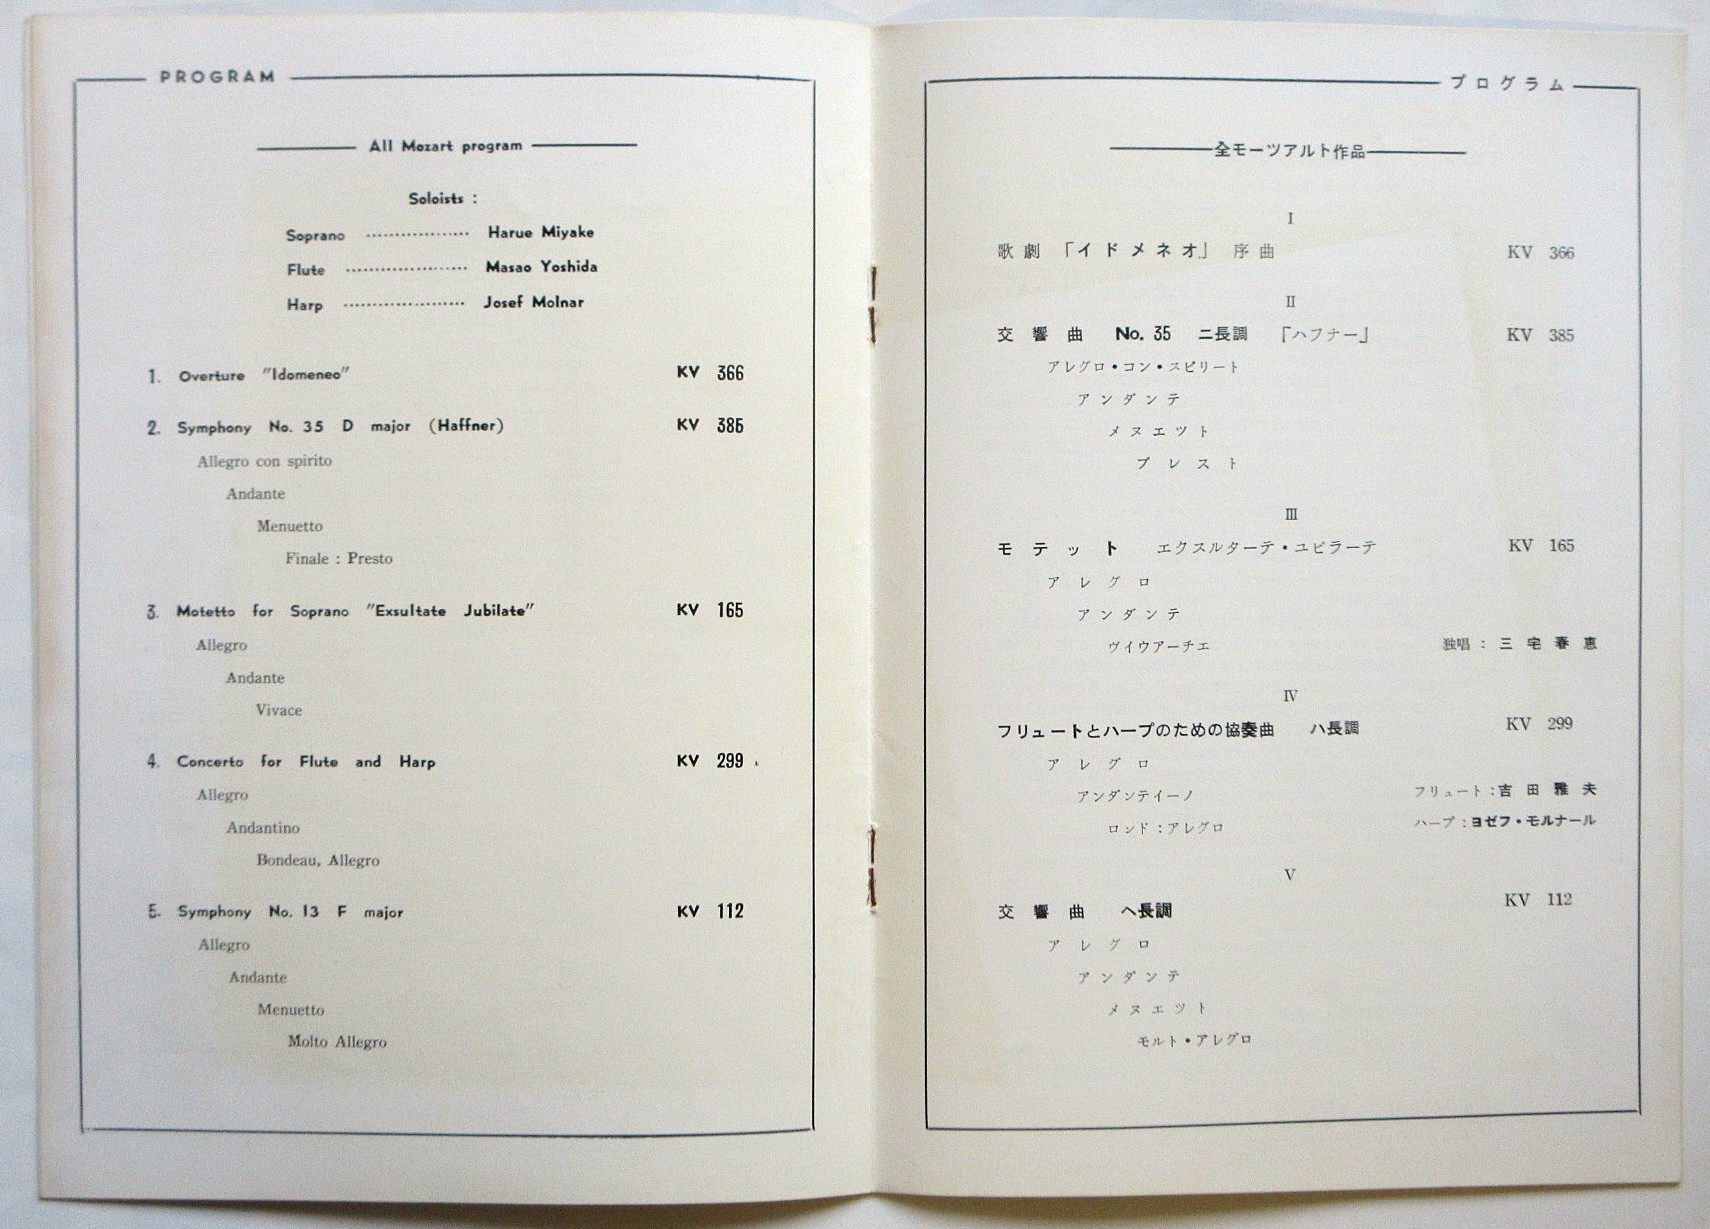 PROGRAM
All Mozart program
Soloists :
Soprano ·················· Harue Miyake
Flute ····················· Masao Yoshida
Harp ····················· Josef Molnar
1. Overture "Idomeneo" KV 366
2. Symphony No. 35 D major (Haffner) KV 385
Allegro con spirito
Andante
Menuetto
Finale : Presto
3. Motetto for Soprano "Exsultate Jubilate" KV 165
Allegro
Andante
Vivace
4. Concerto for Flute and Harp KV 299
Allegro
Andantino
Bondeau, Allegro
5. Symphony No. 13 F major KV 112
Allegro
Andante
Menuetto
Molto Allegro
プログラム
全モーツアルト作品
I
歌劇 「イドメネオ」 序曲 KV 366
II
交響曲 No. 35 ニ長調 「ハフナー」 KV 385
アレグロ・コン・スピリート
アンダンテ
メヌエツト
プレスト
III
モテット エクスルターテ・ユビラーテ KV 165
アレグロ
アンダンテ
ヴイウアーチエ 独唱 : 三宅春恵
IV
フリュートとハープのための協奏曲 ハ長調 KV 299
アレグロ
アンダンテイーノ フリュート : 吉田雅夫
ロンド : アレグロ ハープ : ヨゼフ・モルナール
V
交響曲 ヘ長調 KV 112
アレグロ
アンダンテ
メヌエツト
モルト・アレグロ